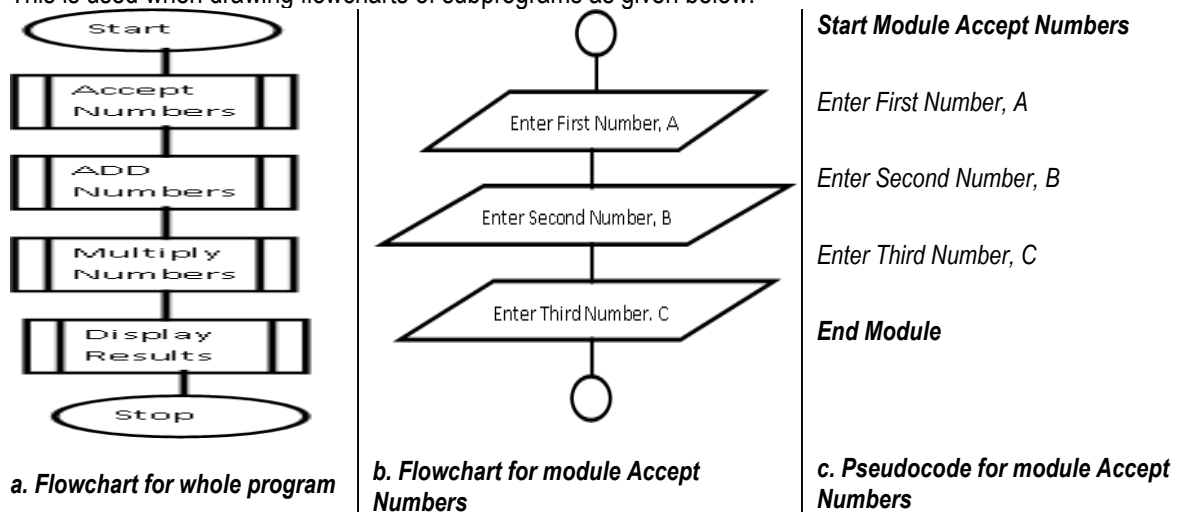 This is used when drawing flowcharts of subprograms as given below:
Start
Accept
Numbers
ADD
Numbers
Multiply
Numbers
Display
Results
Stop
a. Flowchart for whole program
Enter First Number, A
Enter Second Number, B
Enter Third Number. C
b. Flowchart for module Accept
Numbers
Start Module Accept Numbers
Enter First Number, A
Enter Second Number, B
Enter Third Number, C
End Module
c. Pseudocode for module Accept
Numbers